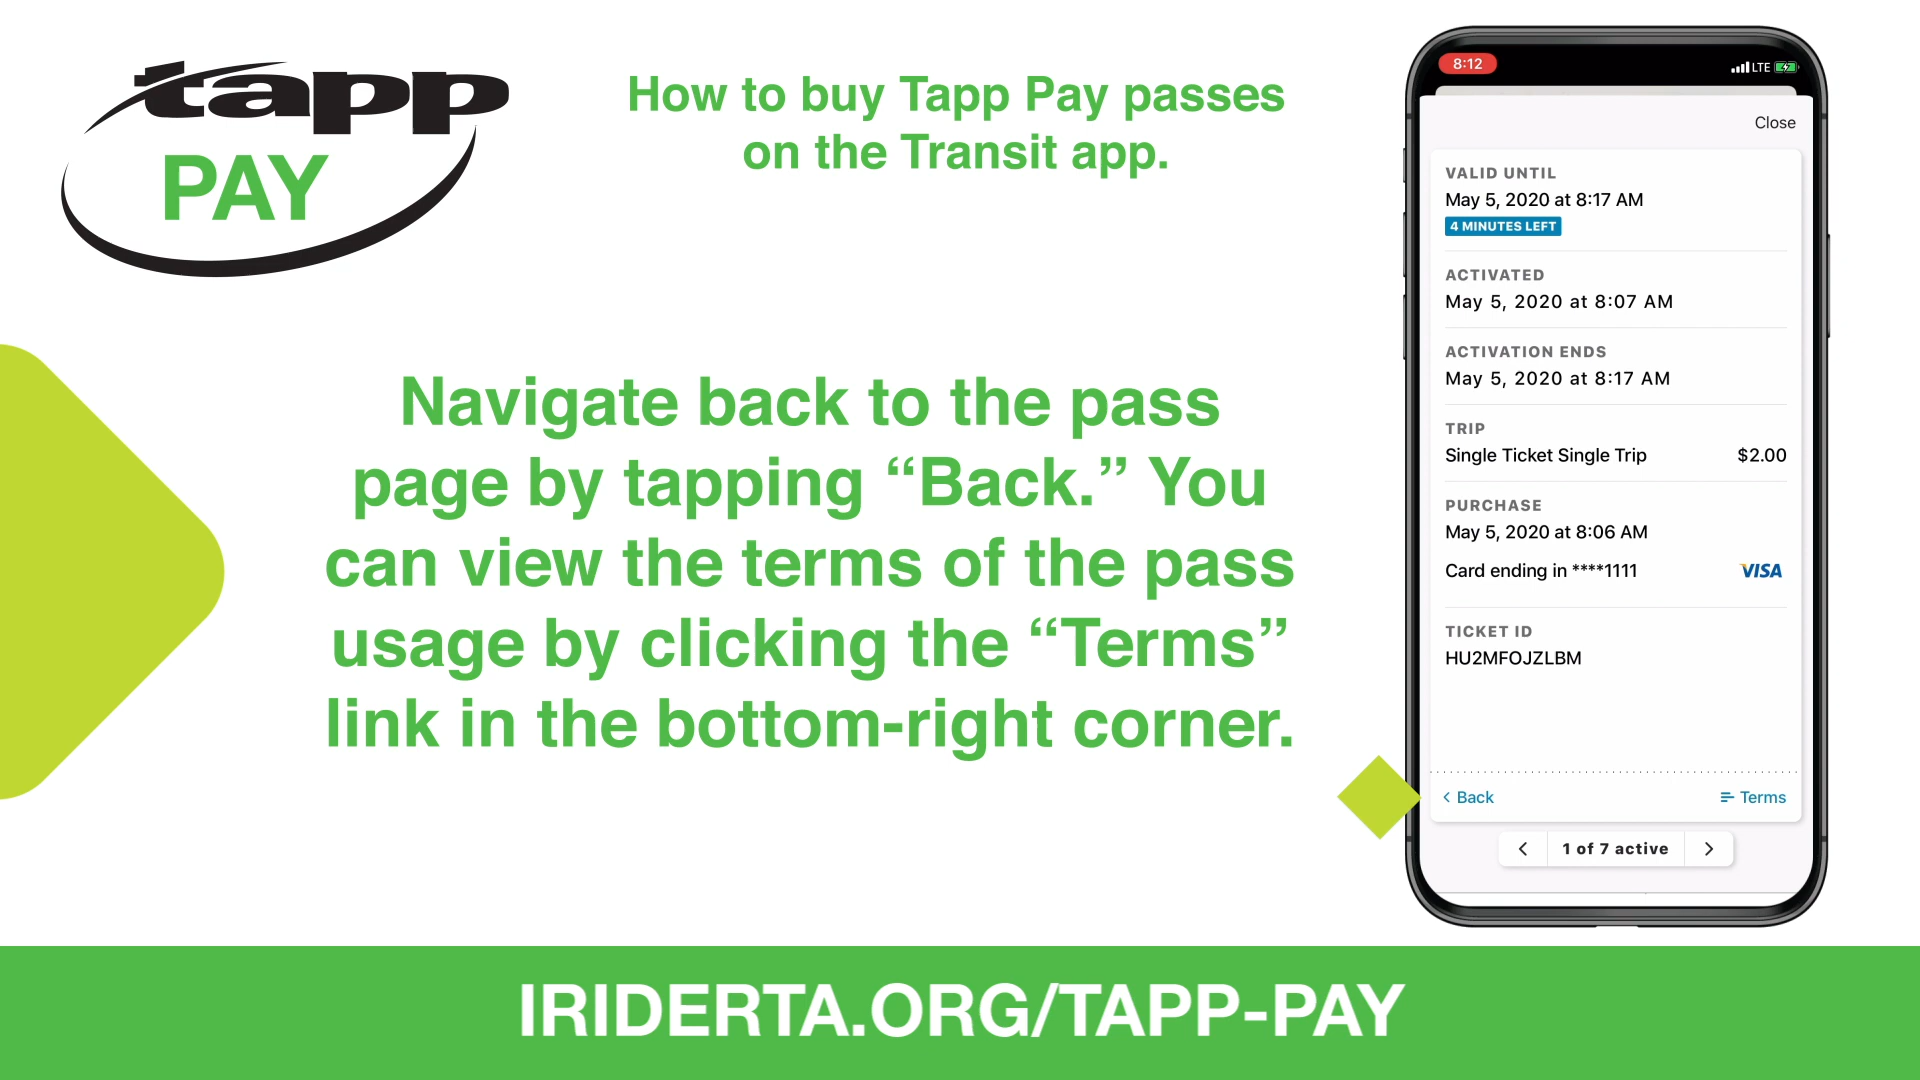 tapp
PAY
How to buy Tapp Pay passes
on the Transit app.
Navigate back to the pass
page by tapping “Back.” You
can view the terms of the pass
usage by clicking the “Terms”
link in the bottom-right corner.
8:12
LTE
Close
VALID UNTIL
May 5, 2020 at 8:17 AM
4 MINUTES LEFT
ACTIVATED
May 5, 2020 at 8:07 AM
ACTIVATION ENDS
May 5, 2020 at 8:17 AM
TRIP
Single Ticket Single Trip $2.00
PURCHASE
May 5, 2020 at 8:06 AM
Card ending in ****1111 VISA
TICKET ID
HU2MFOJZLBM
Back Terms
1 of 7 active
IRIDERTA.ORG/TAPP-PAY